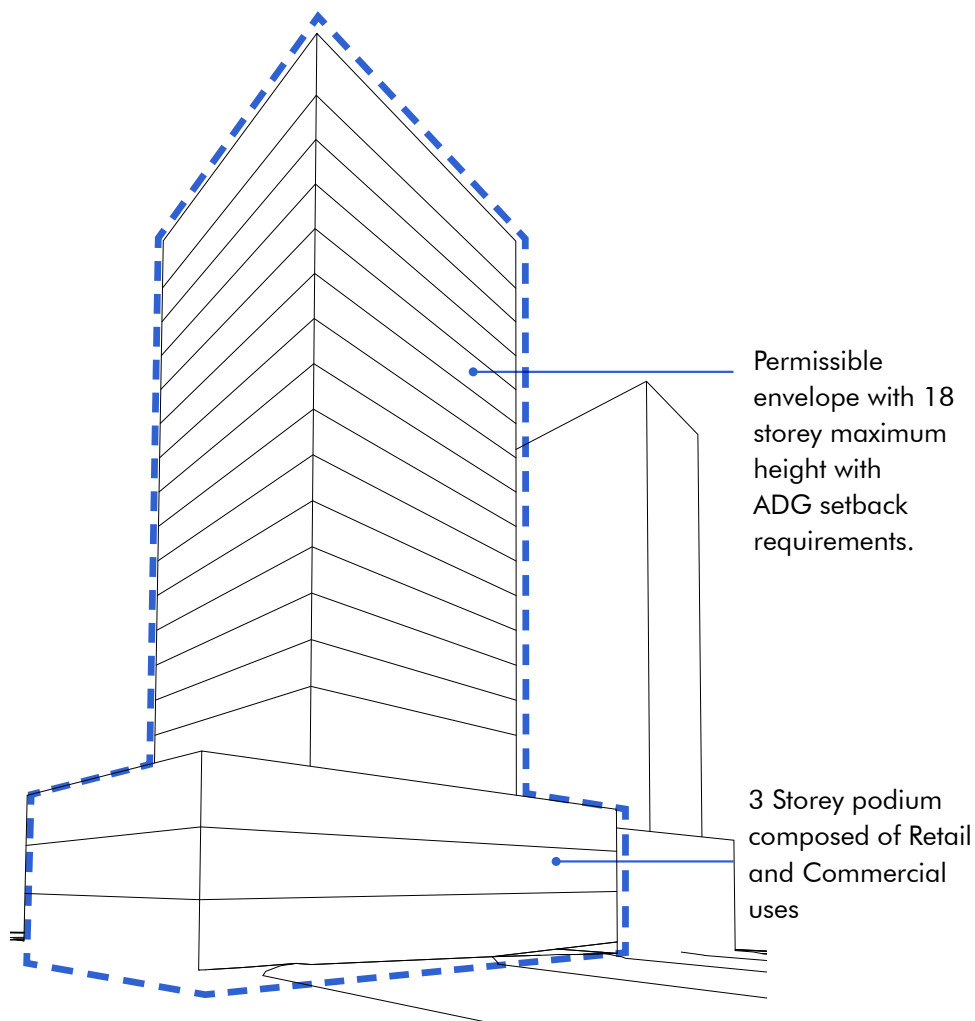 Permissible
envelope with 18
storey maximum
height with
ADG setback
requirements.
3 Storey podium
composed of Retail
and Commercial
uses